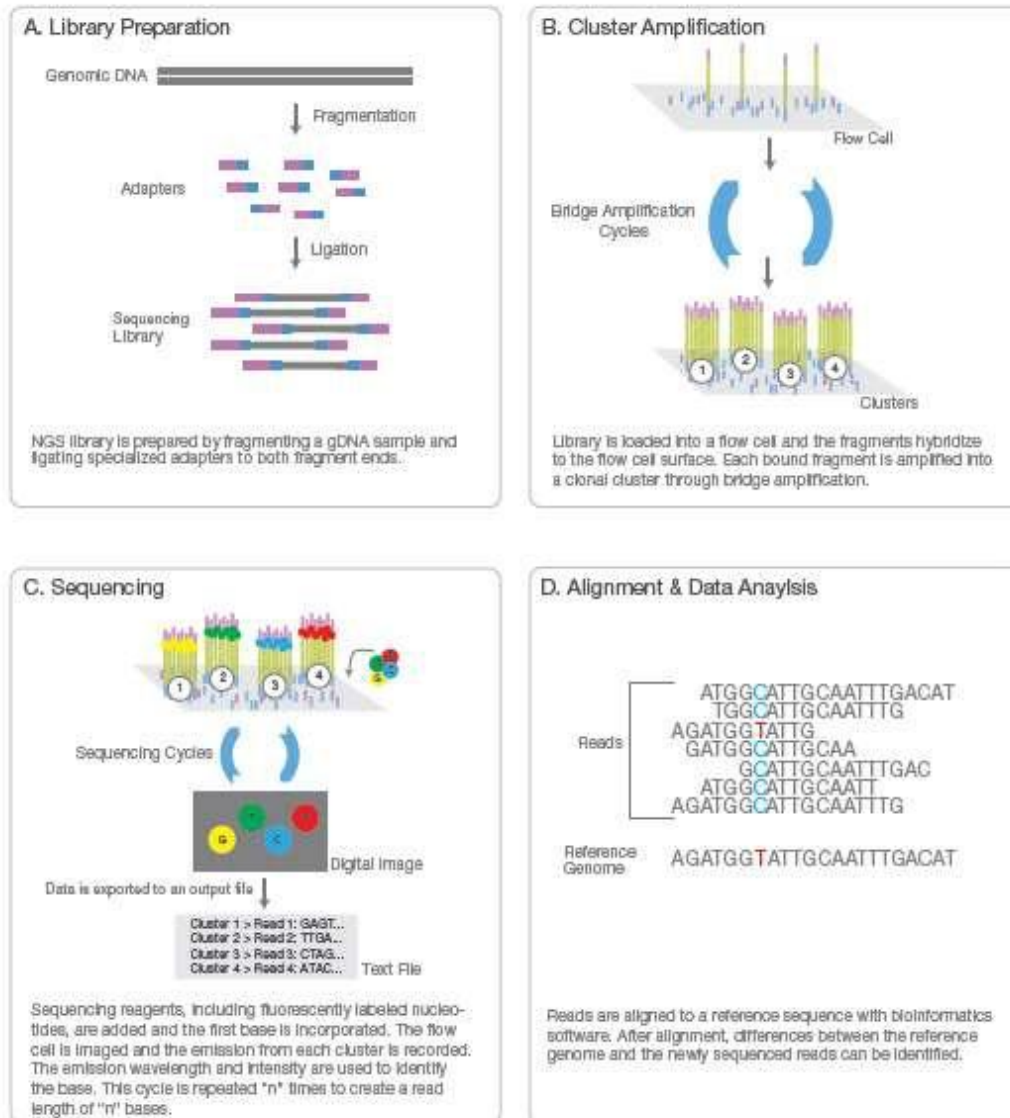 A. Library Preparation
Genomic DNA
Fragmentation
Adapters
Ligation
Sequencing
Library
NGS library is prepared by fragmenting a gDNA sample and
ligating specialized adapters to both fragment ends.
B. Cluster Amplification
Flow Cell
Bridge Amplification
Cycles
1
2
3
4
Clusters
Library is loaded into a flow cell and the fragments hybridize
to the flow cell surface. Each bound fragment is amplified into
a clonal cluster through bridge amplification.
C. Sequencing
1
2
3
4
G
Sequencing Cycles
G
C
Digital Image
Data is exported to an output file
Cluster 1 > Read 1: GAGT...
Cluster 2 > Read 2: TTGA...
Cluster 3 > Read 3: CTAG...
Cluster 4 > Read 4: ATAC...
Text File
Sequencing reagents, including fluorescently labeled nucleo-
tides, are added and the first base is incorporated. The flow
cell is imaged and the emission from each cluster is recorded.
The emission wavelength and intensity are used to identify
the base. This cycle is repeated "n" times to create a read
length of "n" bases.
D. Alignment & Data Anaylsis
Reads
ATGGCATTGCAATTTGACAT
TGGCATTGCAATTTG
AGATGGTATTG
GATGGCATTGCAA
GCATTGCAATTTGAC
ATGGCATTGCAATT
AGATGGCATTGCAATTTG
Reference
Genome
AGATGGTATTGCAATTTGACAT
Reads are aligned to a reference sequence with bioinformatics
software. After alignment, differences between the reference
genome and the newly sequenced reads can be identified.